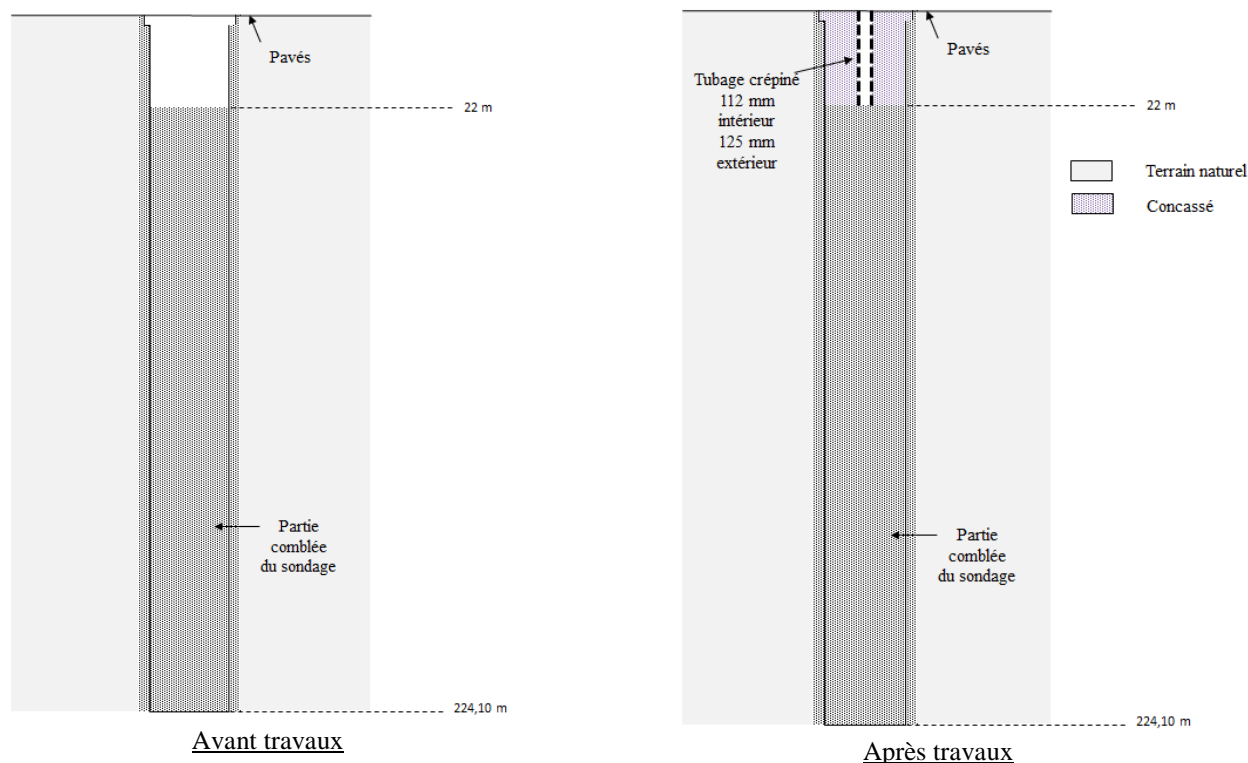 Pavés
22 m
Partie
comblée
du sondage
224,10 m
Avant travaux
Pavés
Tubage crépiné
112 mm
intérieur
125 mm
extérieur
22 m
Terrain naturel
Concassé
Partie
comblée
du sondage
224,10 m
Après travaux